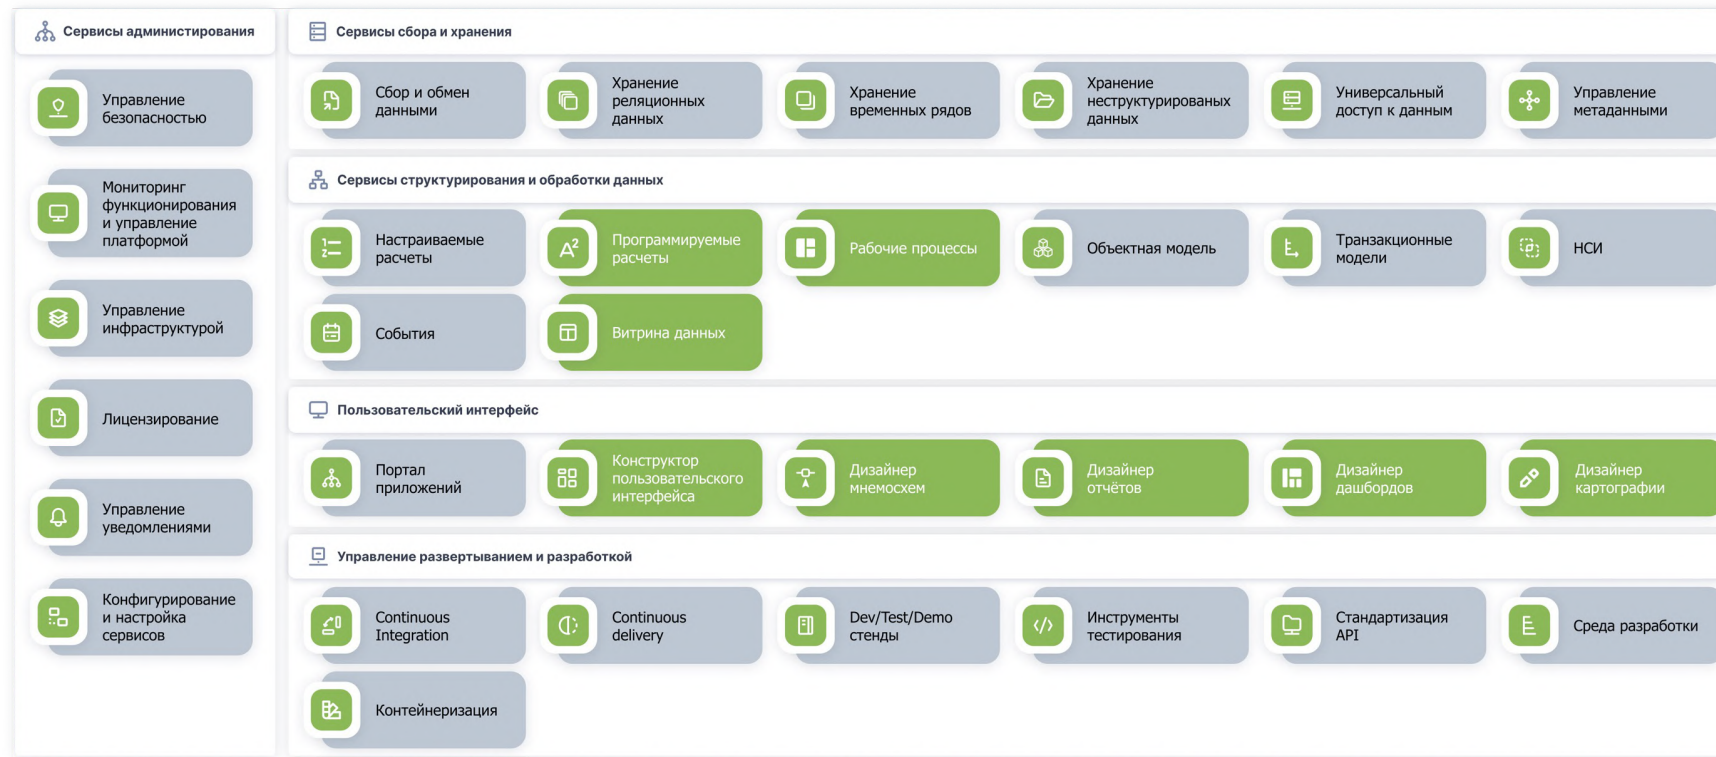 Сервисы администирования
Управление
безопасностью
Мониторинг
функционирования
и управление
платформой
Управление
инфраструктурой
Лицензирование
Управление
уведомлениями
Конфигурирование
и настройка
сервисов
Сервисы сбора и хранения
Сбор и обмен
данными
Хранение
реляционных
данных
Хранение
временных рядов
Хранение
неструктурированых
данных
Универсальный
доступ к данным
Управление
метаданными
Сервисы структурирования и обработки данных
Настраиваемые
расчеты
Программируемые
расчеты
Рабочие процессы
Объектная модель
Транзакционные
модели
НСИ
События
Витрина данных
Пользовательский интерфейс
Портал
приложений
Конструктор
пользовательского
интерфейса
Дизайнер
мнемосхем
Дизайнер
отчётов
Дизайнер
дашбордов
Дизайнер
картографии
Управление развертыванием и разработкой
Continuous
Integration
Continuous
delivery
Dev/Test/Demo
стенды
Инструменты
тестирования
Стандартизация
API
Среда разработки
Контейнеризация